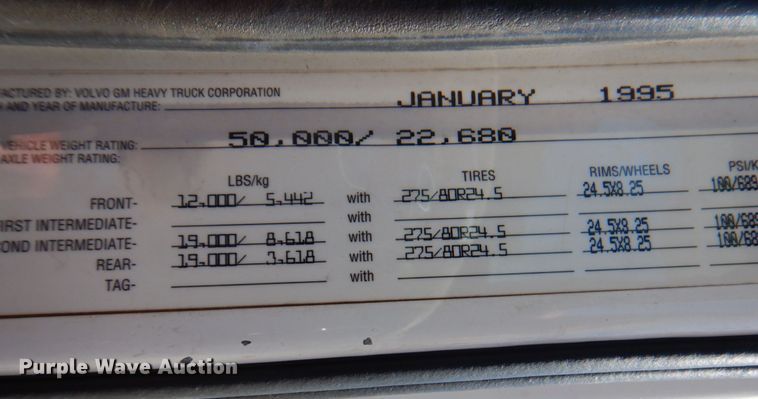 FACTURED BY: VOLVO GM HEAVY TRUCK CORPORATION
AND YEAR OF MANUFACTURE: JANUARY 1995
VEHICLE WEIGHT RATING: 50,000/ 22,680
AXLE WEIGHT RATING:
LBS/kg TIRES RIMS/WHEELS PSI/K
FRONT- 12,000/ 5,442 with 275/80R24.5 24.5X8.25 100/689
FIRST INTERMEDIATE- with
OND INTERMEDIATE- 19,000/ 8,618 with 275/80R24.5 24.5X8.25 100/689
REAR- 19,000/ 3,618 with 275/80R24.5 24.5X8.25 100/68
TAG- with
Purple Wave Auction